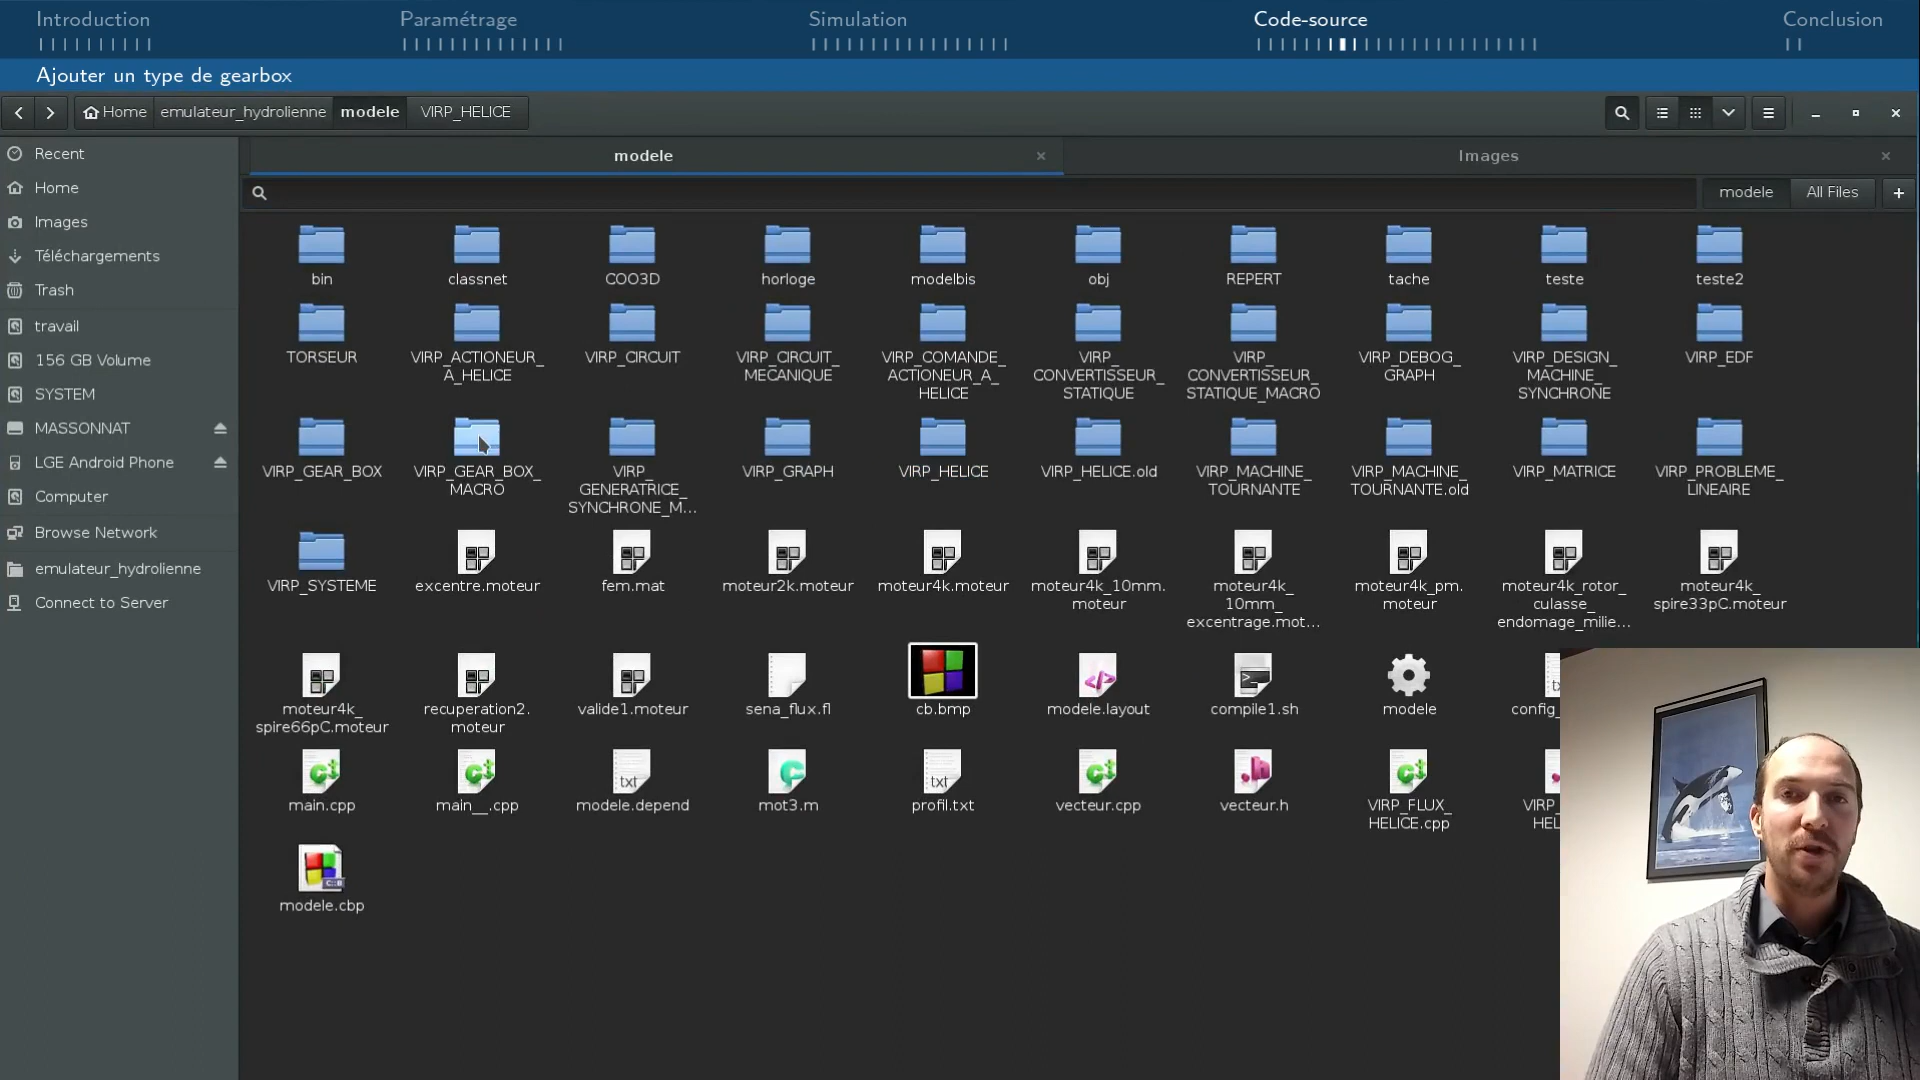 Introduction
Paramétrage
Simulation
Code-source
Conclusion
Ajouter un type de gearbox
Home
emulateur_hydrolienne
modele
VIRP_HELICE
Recent
Home
Images
Téléchargements
Trash
travail
156 GB Volume
SYSTEM
MASSONNAT
LGE Android Phone
Computer
Browse Network
emulateur_hydrolienne
Connect to Server
modele
Images
modele
All Files
bin
classnet
COO3D
horloge
modelbis
obj
REPERT
tache
teste
teste2
TORSEUR
VIRP_ACTIONEUR_
A_HELICE
VIRP_CIRCUIT
VIRP_CIRCUIT_
MECANIQUE
VIRP_COMANDE_
ACTIONEUR_A_
HELICE
VIRP_
CONVERTISSEUR_
STATIQUE
VIRP_
CONVERTISSEUR_
STATIQUE_MACRO
VIRP_DEBOG_
GRAPH
VIRP_DESIGN_
MACHINE_
SYNCHRONE
VIRP_EDF
VIRP_GEAR_BOX
VIRP_GEAR_BOX_
MACRO
VIRP_
GENERATRICE_
SYNCHRONE_M...
VIRP_GRAPH
VIRP_HELICE
VIRP_HELICE.old
VIRP_MACHINE_
TOURNANTE
VIRP_MACHINE_
TOURNANTE.old
VIRP_MATRICE
VIRP_PROBLEME_
LINEAIRE
VIRP_SYSTEME
excentre.moteur
fem.mat
moteur2k.moteur
moteur4k.moteur
moteur4k_10mm.
moteur
moteur4k_
10mm_
excentrage.mot...
moteur4k_pm.
moteur
moteur4k_rotor_
culasse_
endomage_milie...
moteur4k_
spire33pC.moteur
moteur4k_
spire66pC.moteur
recuperation2.
moteur
valide1.moteur
sena_flux.fl
cb.bmp
modele.layout
compile1.sh
modele
config_
main.cpp
main__.cpp
txt
modele.depend
mot3.m
txt
profil.txt
vecteur.cpp
vecteur.h
VIRP_FLUX_
HELICE.cpp
VIRP_
HEL
modele.cbp